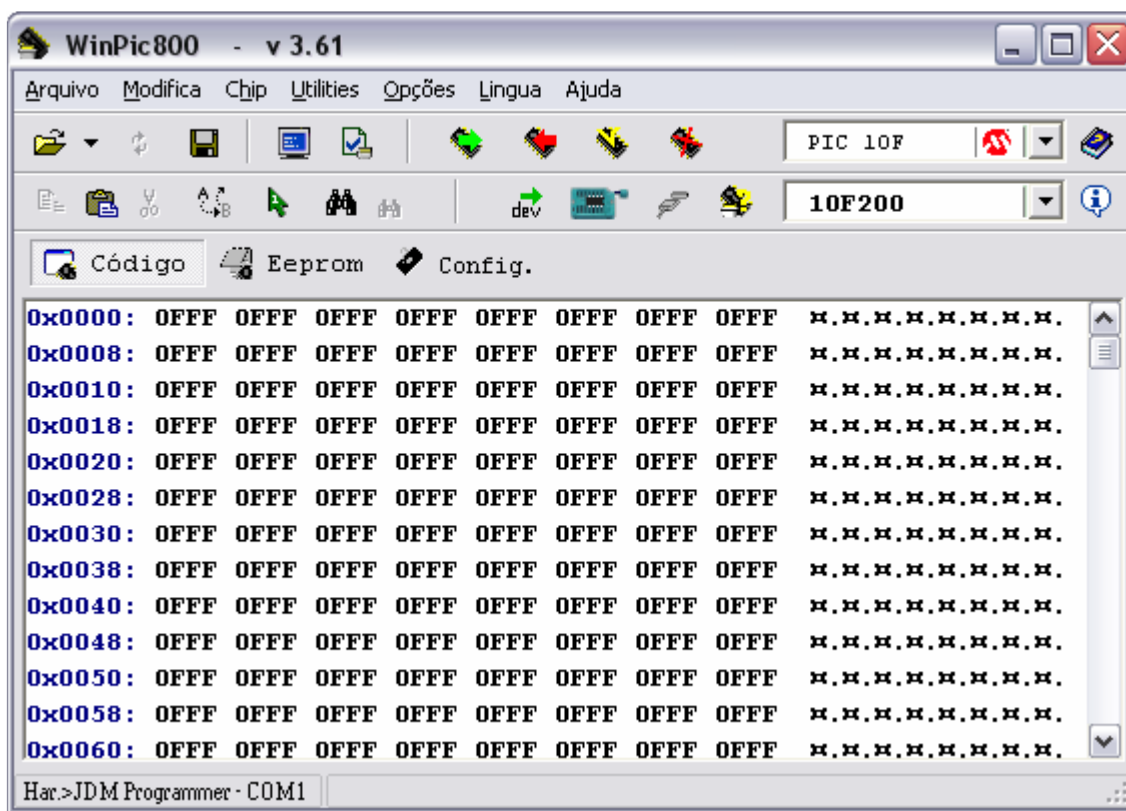 WinPic800 - v 3.61
Arquivo Modifica Chip Utilities Opções Lingua Ajuda
PIC 10F
dev 10F200
Código Eeprom Config.
0x0000: 0FFF 0FFF 0FFF 0FFF 0FFF 0FFF 0FFF 0FFF ¤.¤.¤.¤.¤.¤.¤.¤.
0x0008: 0FFF 0FFF 0FFF 0FFF 0FFF 0FFF 0FFF 0FFF ¤.¤.¤.¤.¤.¤.¤.¤.
0x0010: 0FFF 0FFF 0FFF 0FFF 0FFF 0FFF 0FFF 0FFF ¤.¤.¤.¤.¤.¤.¤.¤.
0x0018: 0FFF 0FFF 0FFF 0FFF 0FFF 0FFF 0FFF 0FFF ¤.¤.¤.¤.¤.¤.¤.¤.
0x0020: 0FFF 0FFF 0FFF 0FFF 0FFF 0FFF 0FFF 0FFF ¤.¤.¤.¤.¤.¤.¤.¤.
0x0028: 0FFF 0FFF 0FFF 0FFF 0FFF 0FFF 0FFF 0FFF ¤.¤.¤.¤.¤.¤.¤.¤.
0x0030: 0FFF 0FFF 0FFF 0FFF 0FFF 0FFF 0FFF 0FFF ¤.¤.¤.¤.¤.¤.¤.¤.
0x0038: 0FFF 0FFF 0FFF 0FFF 0FFF 0FFF 0FFF 0FFF ¤.¤.¤.¤.¤.¤.¤.¤.
0x0040: 0FFF 0FFF 0FFF 0FFF 0FFF 0FFF 0FFF 0FFF ¤.¤.¤.¤.¤.¤.¤.¤.
0x0048: 0FFF 0FFF 0FFF 0FFF 0FFF 0FFF 0FFF 0FFF ¤.¤.¤.¤.¤.¤.¤.¤.
0x0050: 0FFF 0FFF 0FFF 0FFF 0FFF 0FFF 0FFF 0FFF ¤.¤.¤.¤.¤.¤.¤.¤.
0x0058: 0FFF 0FFF 0FFF 0FFF 0FFF 0FFF 0FFF 0FFF ¤.¤.¤.¤.¤.¤.¤.¤.
0x0060: 0FFF 0FFF 0FFF 0FFF 0FFF 0FFF 0FFF 0FFF ¤.¤.¤.¤.¤.¤.¤.¤.
Har.>JDM Programmer - COM1